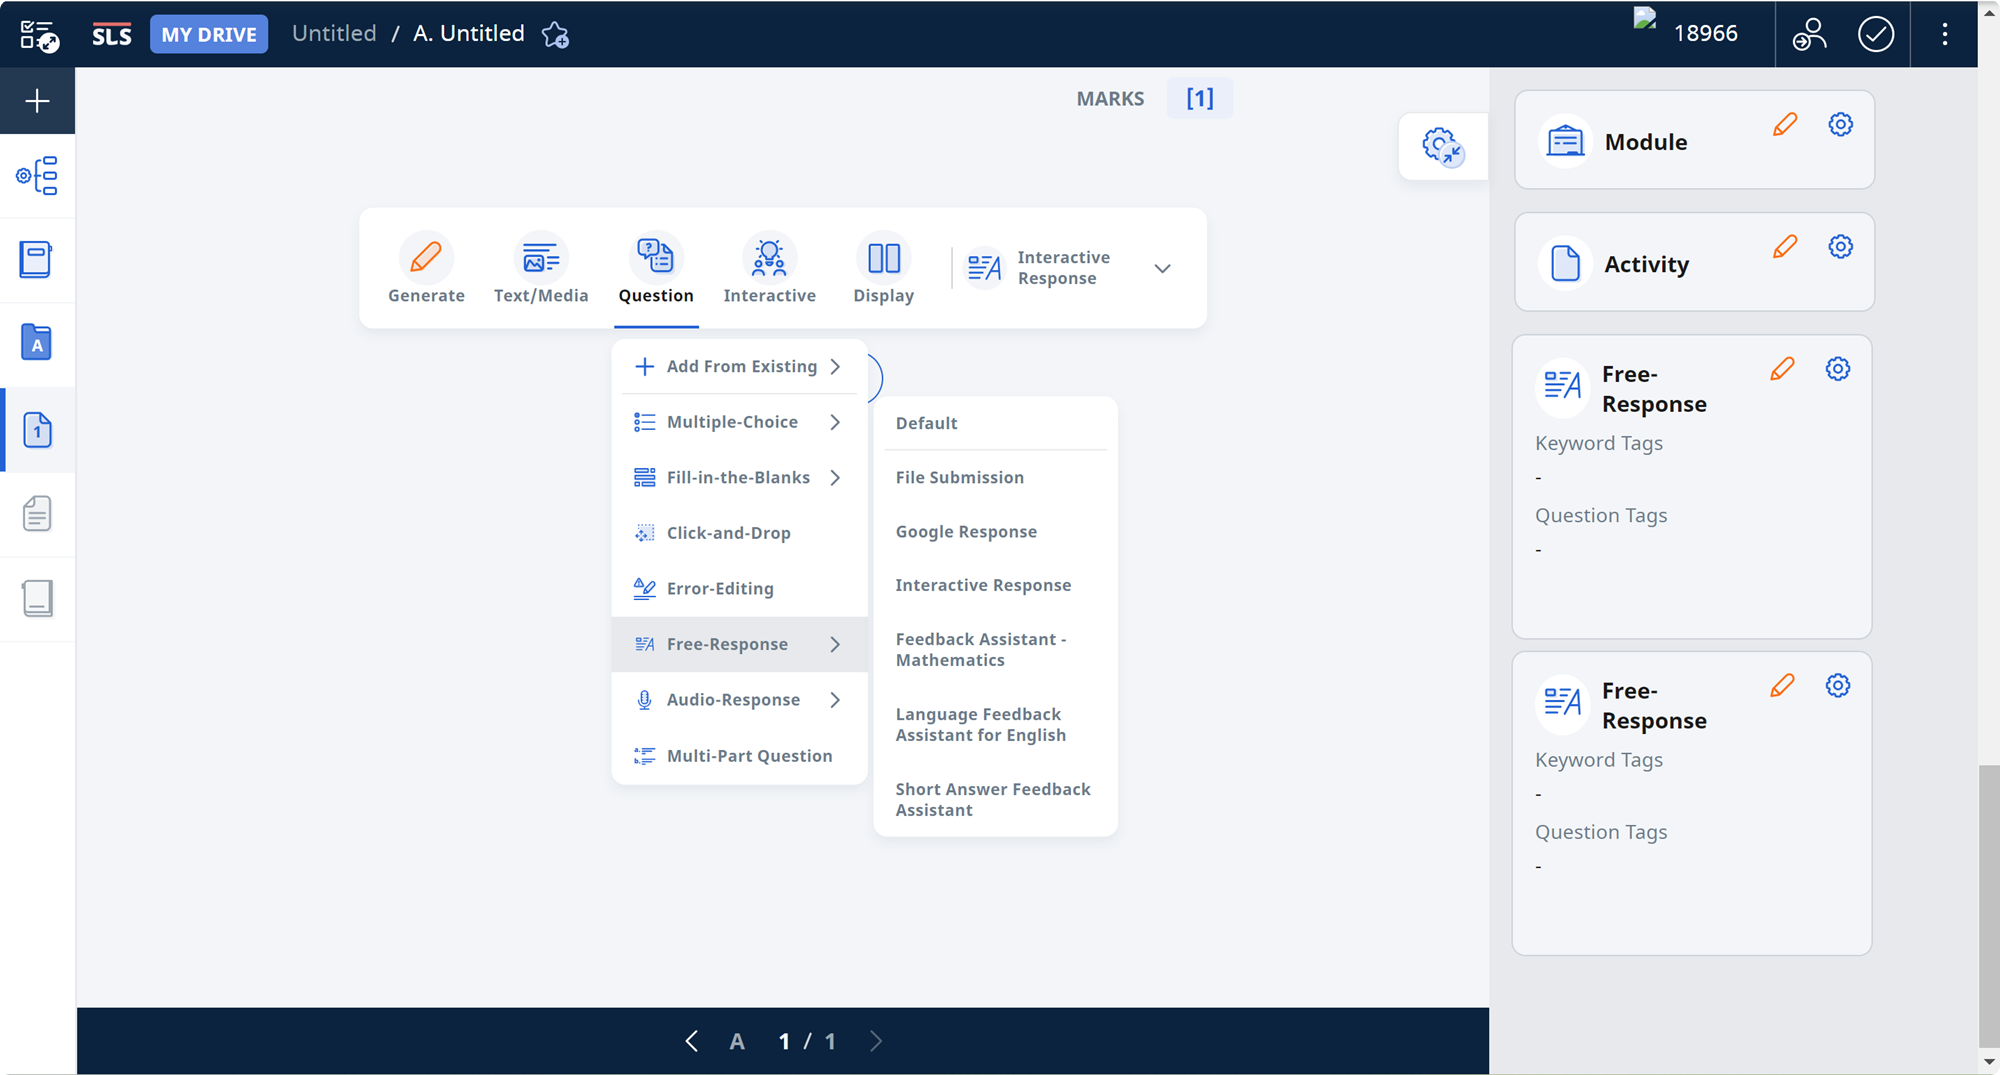 SLS MY DRIVE Untitled / A. Untitled 18966
MARKS [1]
Generate Text/Media Question Interactive Display Interactive
Response
Add From Existing
Multiple-Choice
Fill-in-the-Blanks
Click-and-Drop
Error-Editing
Free-Response
Audio-Response
Multi-Part Question
Default
File Submission
Google Response
Interactive Response
Feedback Assistant -
Mathematics
Language Feedback
Assistant for English
Short Answer Feedback
Assistant
A
1
Module
Activity
Free-
Response
Keyword Tags
-
Question Tags
-
Free-
Response
Keyword Tags
-
Question Tags
-
A 1 / 1